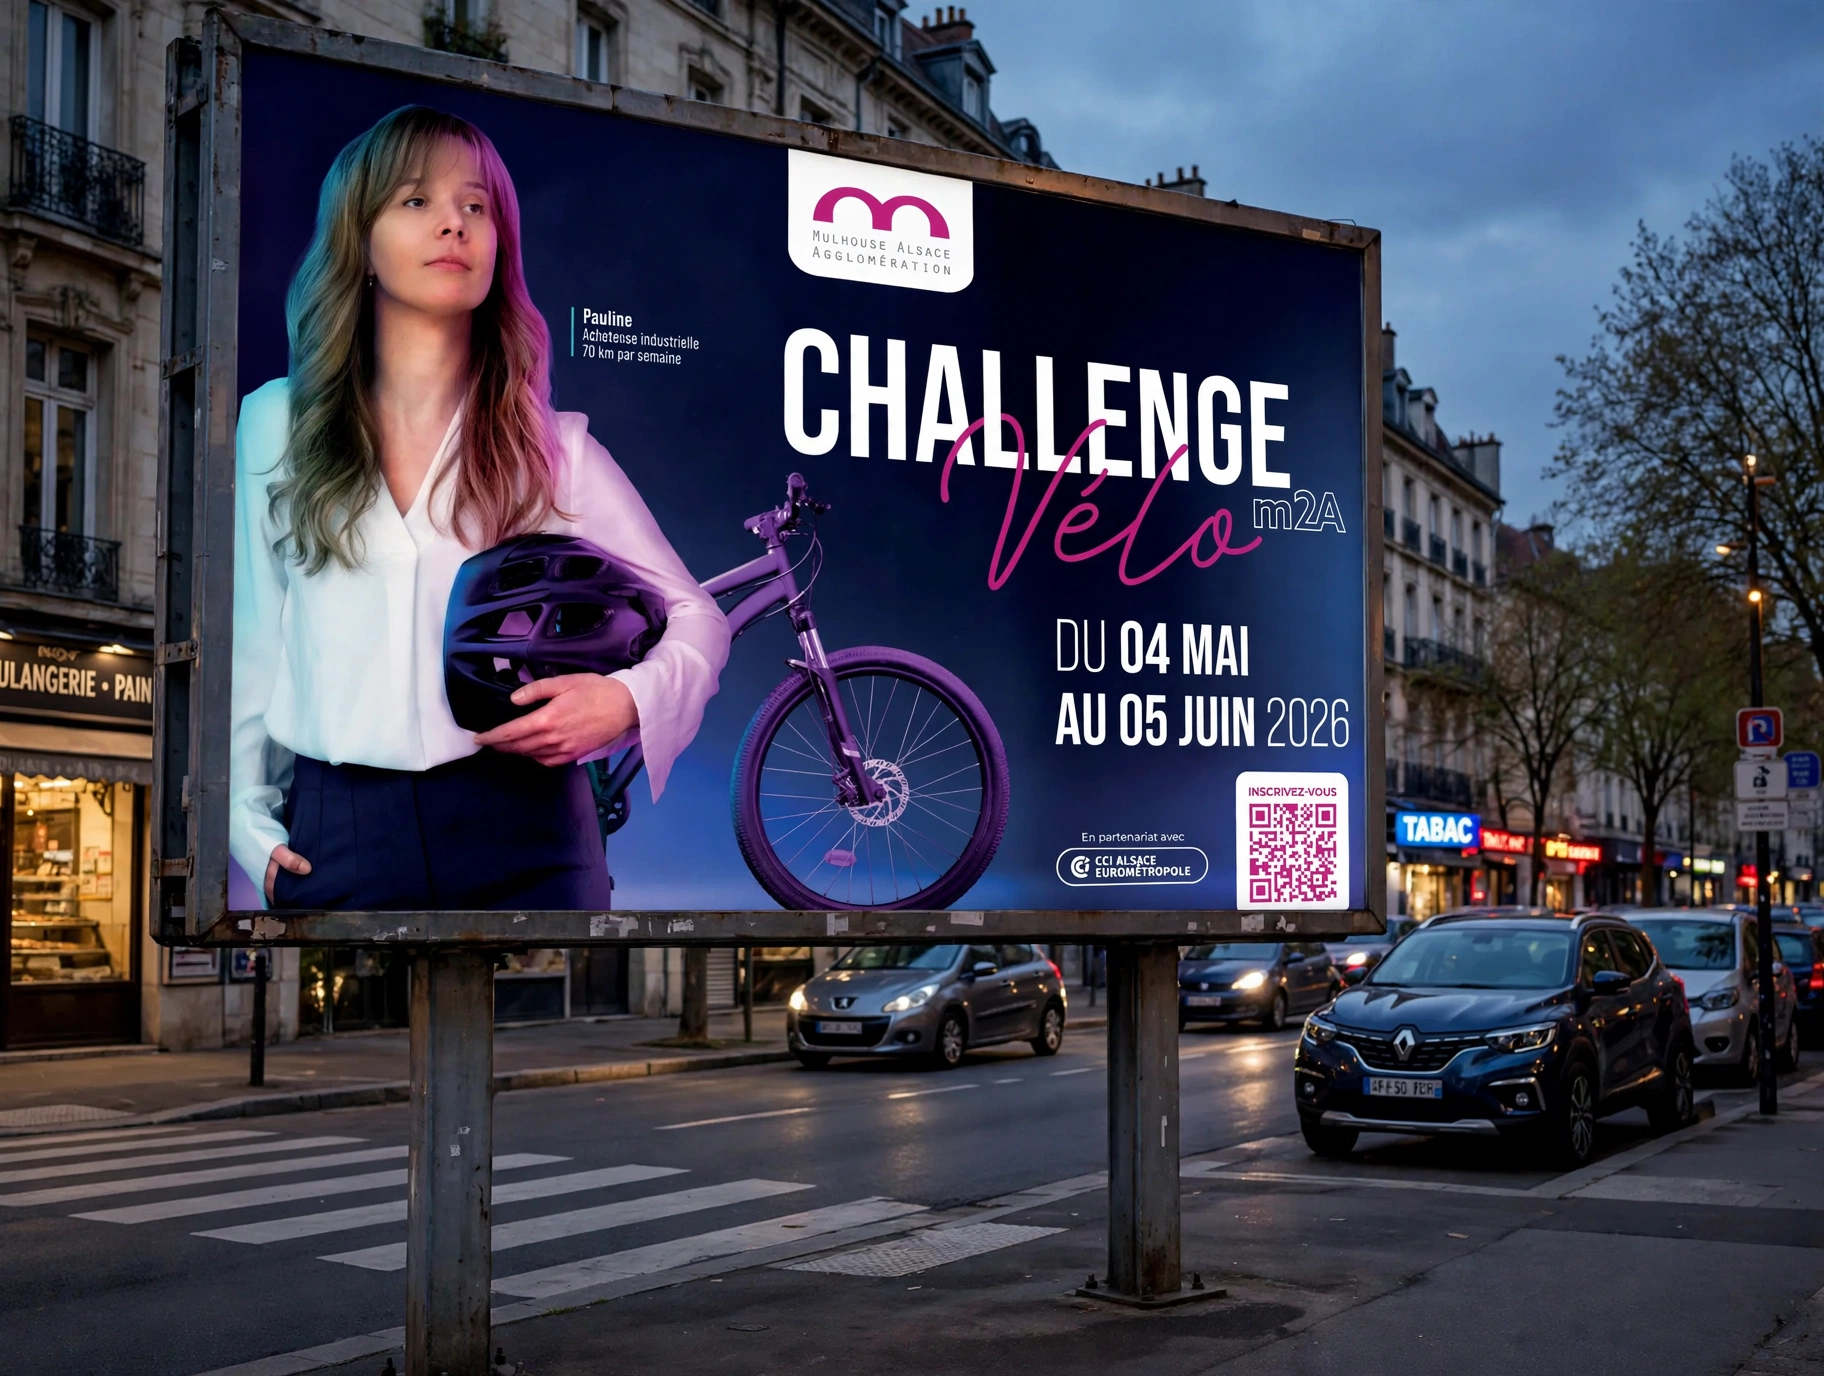 MULHOUSE ALSACE
AGGLOMÉRATION
Pauline
Acheteuse industrielle
70 km par semaine
CHALLENGE
Vélo
m2A
DU 04 MAI
AU 05 JUIN 2026
INSCRIVEZ-VOUS
En partenariat avec
CCI ALSACE
EUROMÉTROPOLE
ULANGERIE • PAIN
TABAC